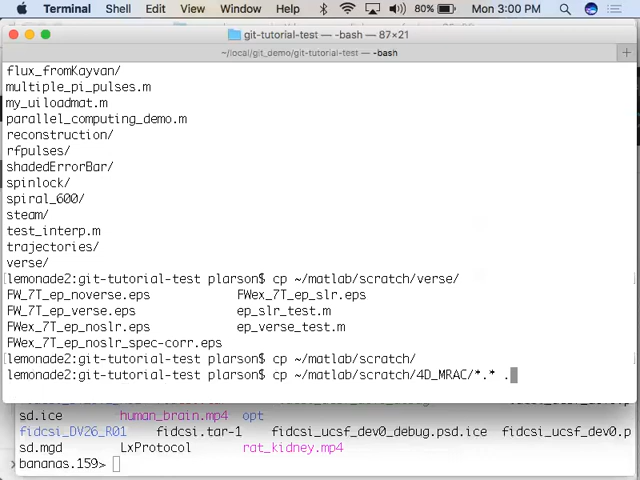 Terminal Shell Edit View Window Help 80% Mon 3:00 PM
git-tutorial-test — -bash — 87×21
~/local/git_demo/git-tutorial-test — -bash
flux_fromKayvan/
multiple_pi_pulses.m
my_uiloadmat.m
parallel_computing_demo.m
reconstruction/
rfpulses/
shadedErrorBar/
spinlock/
spiral_600/
steam/
test_interp.m
trajectories/
verse/
[lemonade2:git-tutorial-test plarson$ cp ~/matlab/scratch/verse/
FW_7T_ep_noverse.eps FWex_7T_ep_slr.eps
FW_7T_ep_verse.eps ep_slr_test.m
FWex_7T_ep_noslr.eps ep_verse_test.m
FWex_7T_ep_noslr_spec-corr.eps
[lemonade2:git-tutorial-test plarson$ cp ~/matlab/scratch/
lemonade2:git-tutorial-test plarson$ cp ~/matlab/scratch/4D_MRAC/*.* .
sd.ice human_brain.mp4 opt
fidcsi_DV26_R01 fidcsi.tar-1 fidcsi_ucsf_dev0_debug.psd.ice fidcsi_ucsf_dev0.p
sd.mgd LxProtocol rat_kidney.mp4
bananas.159>